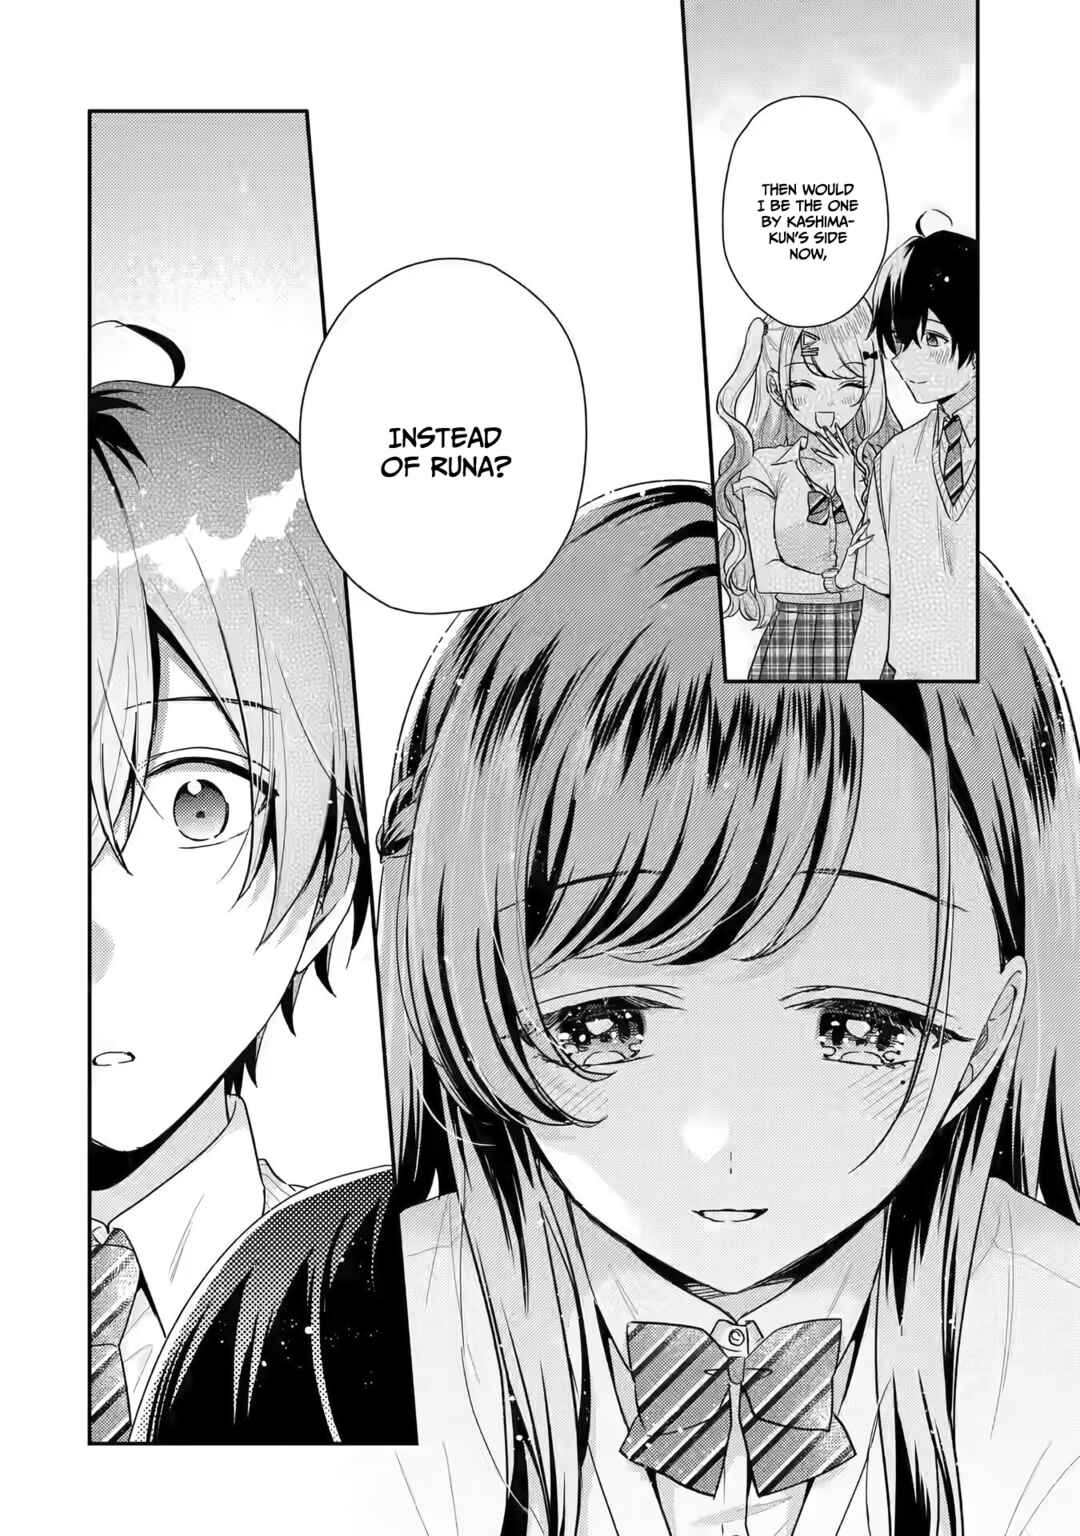 THEN WOULD
I BE THE ONE
BY KASHIMA-
KUN'S SIDE
NOW,
INSTEAD
OF RUNA?